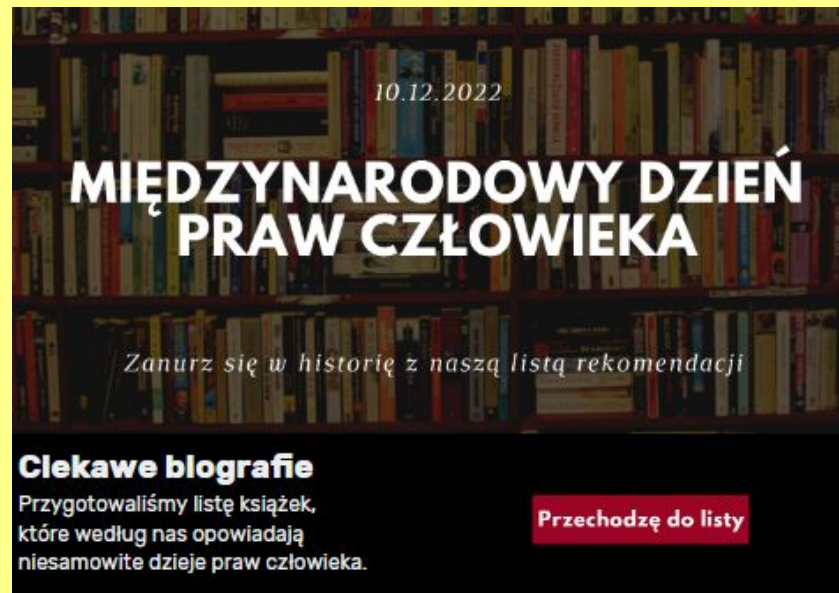 10.12.2022
MIĘDZYNARODOWY DZIEŃ
PRAW CZŁOWIEKA
Zanurz się w historię z naszą listą rekomendacji
Ciekawe biografie
Przygotowaliśmy listę książek,
które według nas opowiadają
niesamowite dzieje praw człowieka.
Przechodzę do listy